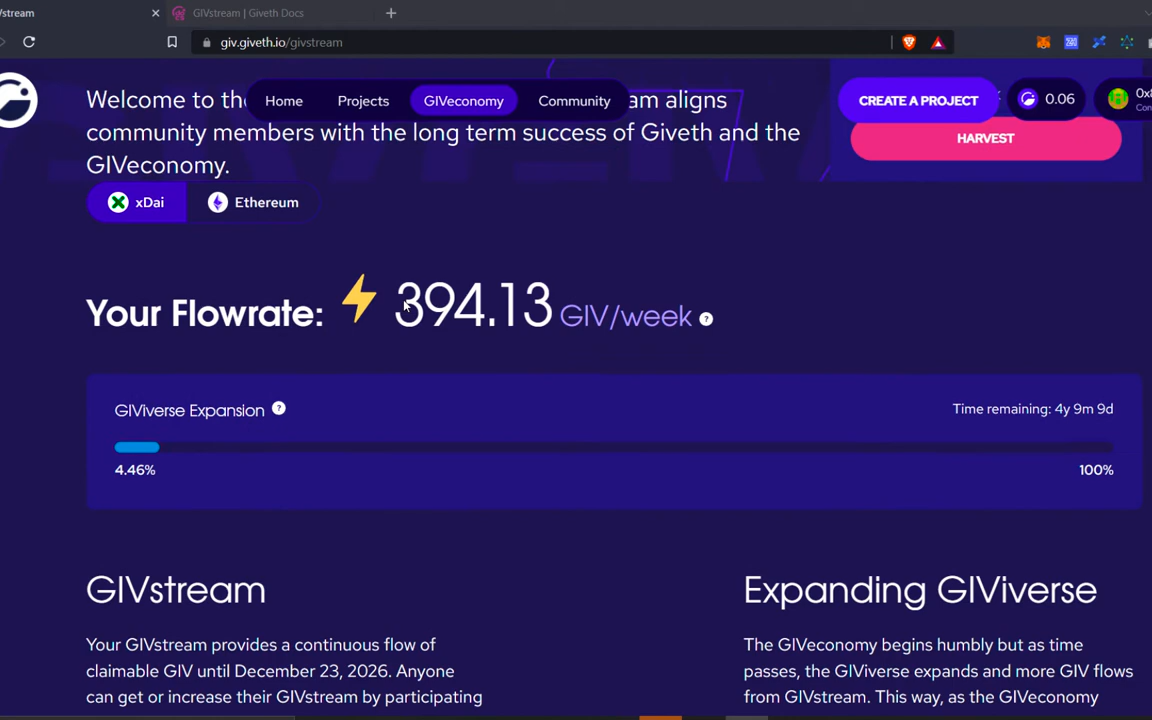 vstream
GIVstream | Giveth Docs
giv.giveth.io/givstream
Home
Projects
GIVeconomy
Community
CREATE A PROJECT
0.06
0x
Con
Welcome to th am aligns
community members with the long term success of Giveth and the
GIVeconomy.
HARVEST
xDai
Ethereum
Your Flowrate: 394.13 GIV/week ?
GIViverse Expansion ?
Time remaining: 4y 9m 9d
4.46%
100%
GIVstream
Your GIVstream provides a continuous flow of
claimable GIV until December 23, 2026. Anyone
can get or increase their GIVstream by participating
Expanding GIViverse
The GIVeconomy begins humbly but as time
passes, the GIViverse expands and more GIV flows
from GIVstream. This way, as the GIVeconomy